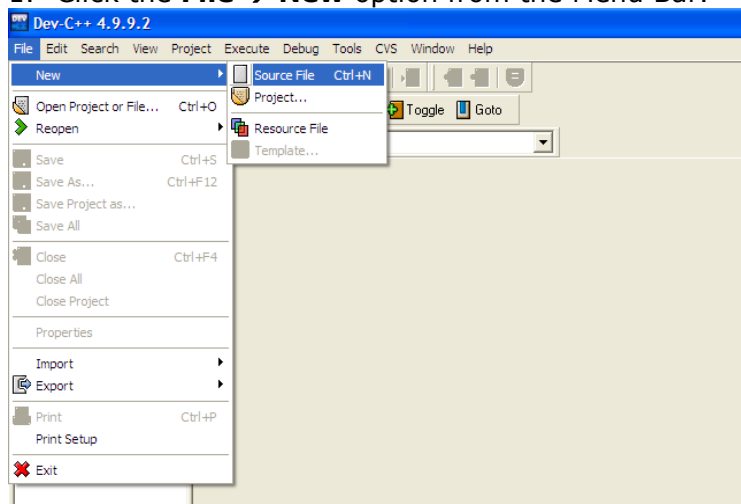 1. Click the File → New option from the Menu Bar.
Dev-C++ 4.9.9.2
File Edit Search View Project Execute Debug Tools CVS Window Help
New
Source File Ctrl+N
Project...
Resource File
Template...
Toggle Goto
Open Project or File... Ctrl+O
Reopen
Save Ctrl+S
Save As... Ctrl+F12
Save Project as...
Save All
Close Ctrl+F4
Close All
Close Project
Properties
Import
Export
Print Ctrl+P
Print Setup
Exit